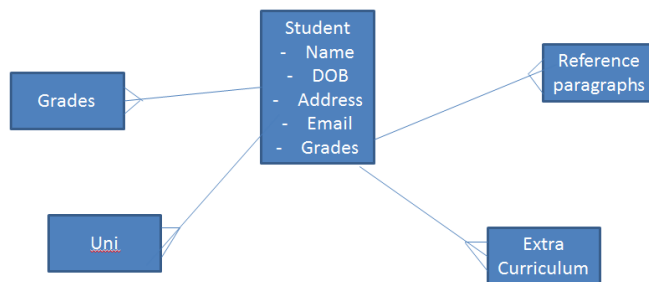 Student
- Name
- DOB
- Address
- Email
- Grades
Grades
Reference
paragraphs
Uni
Extra
Curriculum